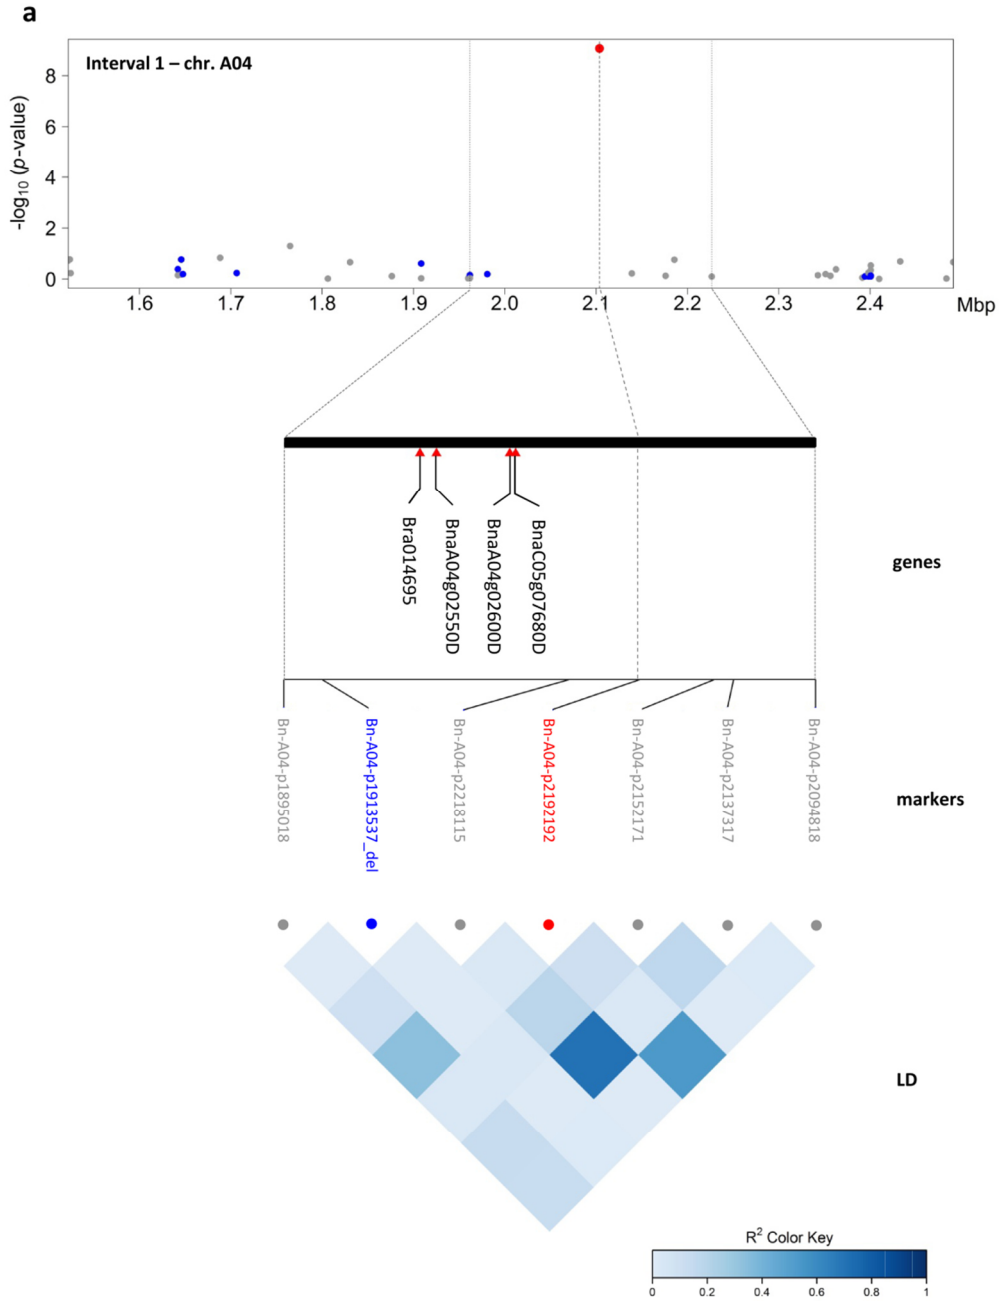 a
Interval 1 – chr. A04
-log10 (p-value)
8
6
4
2
0
1.6 1.7 1.8 1.9 2.0 2.1 2.2 2.3 2.4 Mbp
Bra014695
BnaA04g02550D
BnaA04g02600D
BnaC05g07680D
genes
Bn-A04-p1895018
Bn-A04-p1913537_del
Bn-A04-p2218115
Bn-A04-p2192192
Bn-A04-p2152171
Bn-A04-p2137317
Bn-A04-p2094818
markers
LD
R2 Color Key
0 0.2 0.4 0.6 0.8 1